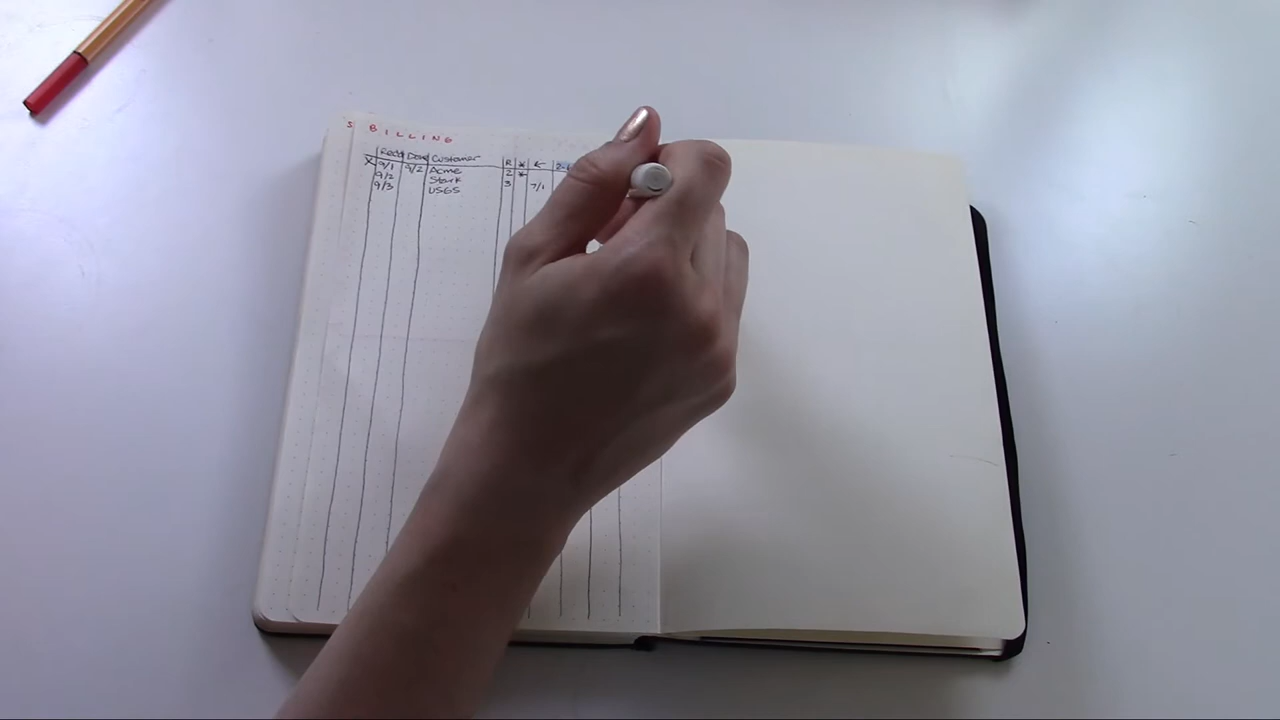 S BILLING
Recd Done Customer R * ←
X 9/1 9/2 Acme 2 *
9/2 Stark 3
9/3 USGS 7/1